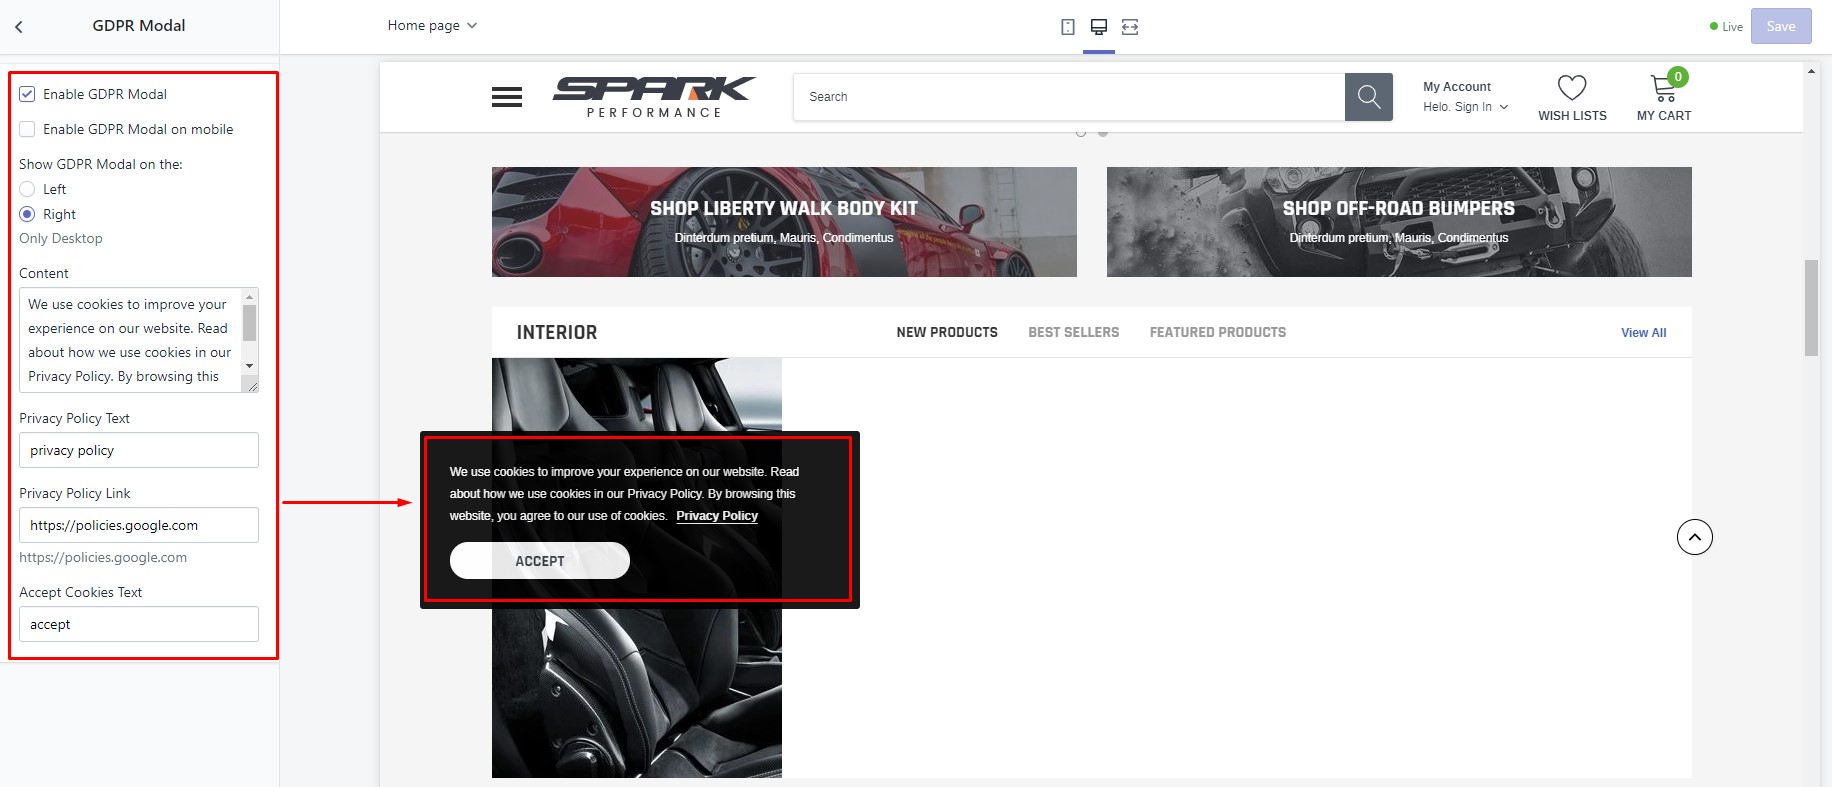 GDPR Modal
Home page
Live
Save
Enable GDPR Modal
Enable GDPR Modal on mobile
Show GDPR Modal on the:
Left
Right
Only Desktop
Content
We use cookies to improve your
experience on our website. Read
about how we use cookies in our
Privacy Policy. By browsing this
Privacy Policy Text
privacy policy
Privacy Policy Link
https://policies.google.com
https://policies.google.com
Accept Cookies Text
accept
SPARK
PERFORMANCE
Search
My Account
Helo. Sign In
WISH LISTS
0
MY CART
SHOP LIBERTY WALK BODY KIT
Dinterdum pretium, Mauris, Condimentus
SHOP OFF-ROAD BUMPERS
Dinterdum pretium, Mauris, Condimentus
INTERIOR
NEW PRODUCTS
BEST SELLERS
FEATURED PRODUCTS
View All
We use cookies to improve your experience on our website. Read
about how we use cookies in our Privacy Policy. By browsing this
website, you agree to our use of cookies. Privacy Policy
ACCEPT